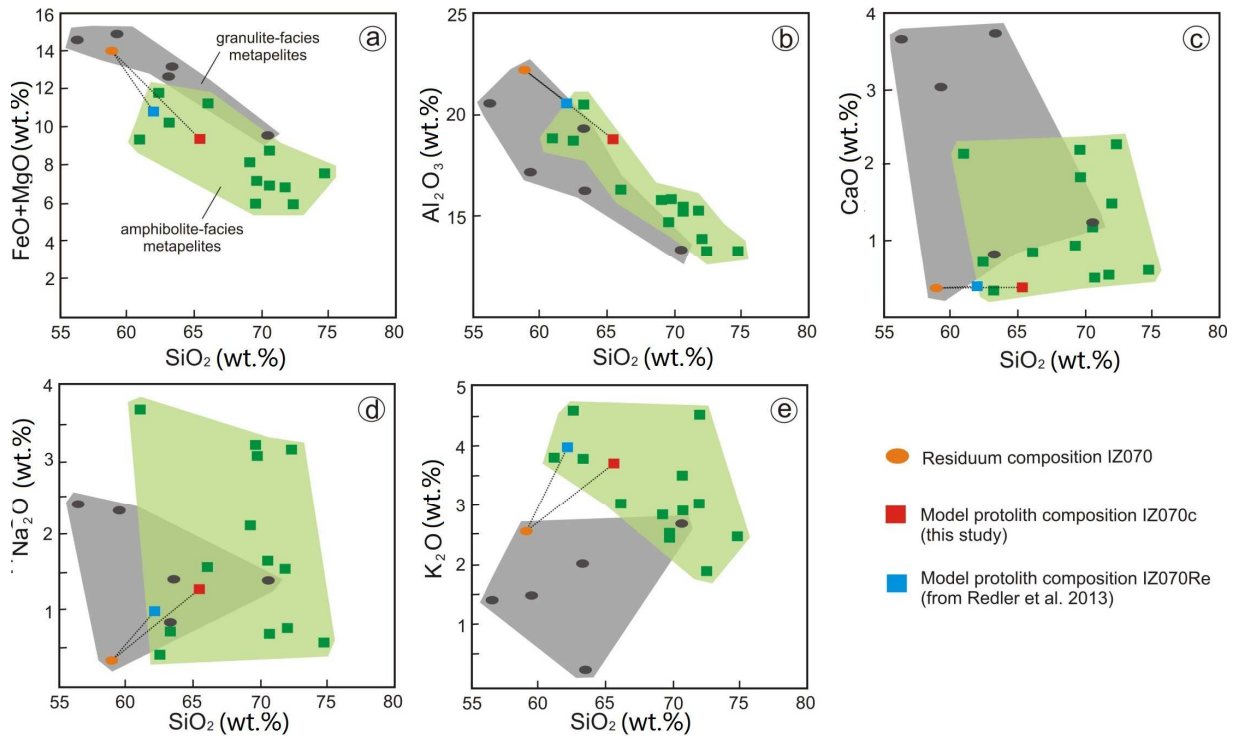 16
14
12
10
8
6
4
2
FeO+MgO (wt.%)
granulite-facies
metapelites
amphibolite-facies
metapelites
a
55 60 65 70 75 80
SiO₂ (wt.%)
25
20
15
Al₂O₃ (wt.%)
b
55 60 65 70 75 80
SiO₂ (wt.%)
4
3
2
1
CaO (wt.%)
c
55 60 65 70 75 80
SiO₂ (wt.%)
4
3
2
1
Na₂O (wt.%)
d
55 60 65 70 75 80
SiO₂ (wt.%)
5
4
3
2
1
K₂O (wt.%)
e
55 60 65 70 75 80
SiO₂ (wt.%)
Residuum composition IZ070
Model protolith composition IZ070c
(this study)
Model protolith composition IZ070Re
(from Redler et al. 2013)